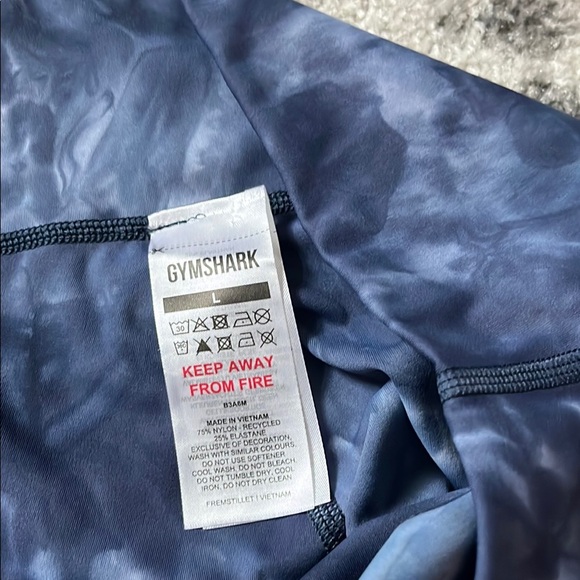 GYMSHARK
L
30
KEEP AWAY
FROM FIRE
B3A6M
MADE IN VIETNAM
75% NYLON - RECYCLED
25% ELASTANE
EXCLUSIVE OF DECORATION,
WASH WITH SIMILAR COLOURS.
DO NOT USE SOFTENER
COOL WASH, DO NOT BLEACH,
DO NOT TUMBLE DRY, COOL
IRON, DO NOT DRY CLEAN
FREMSTILLET I VIETNAM